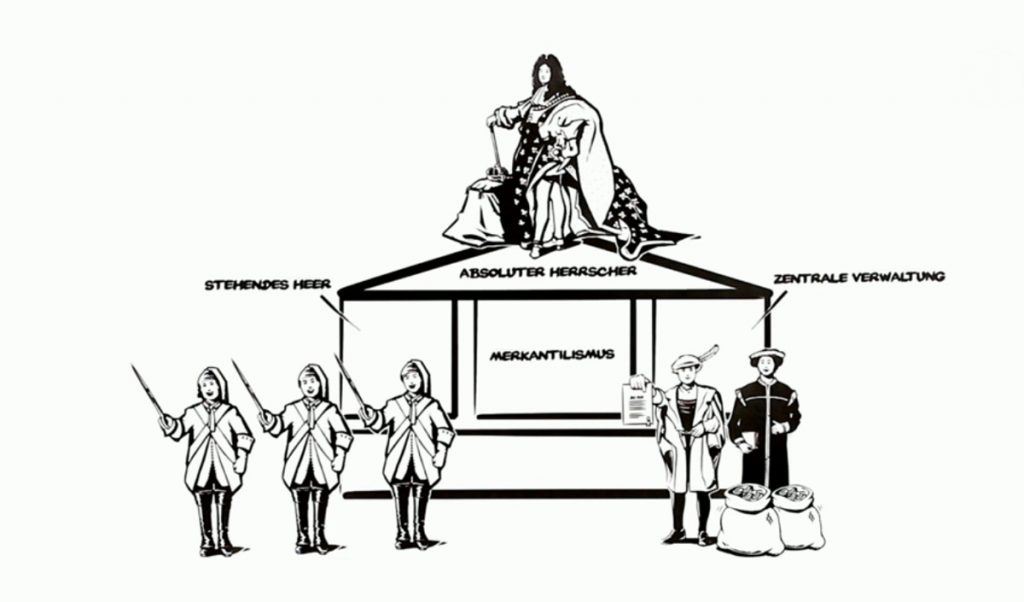 ABSOLUTER HERRSCHER
STEHENDES HEER
ZENTRALE VERWALTUNG
MERKANTILISMUS